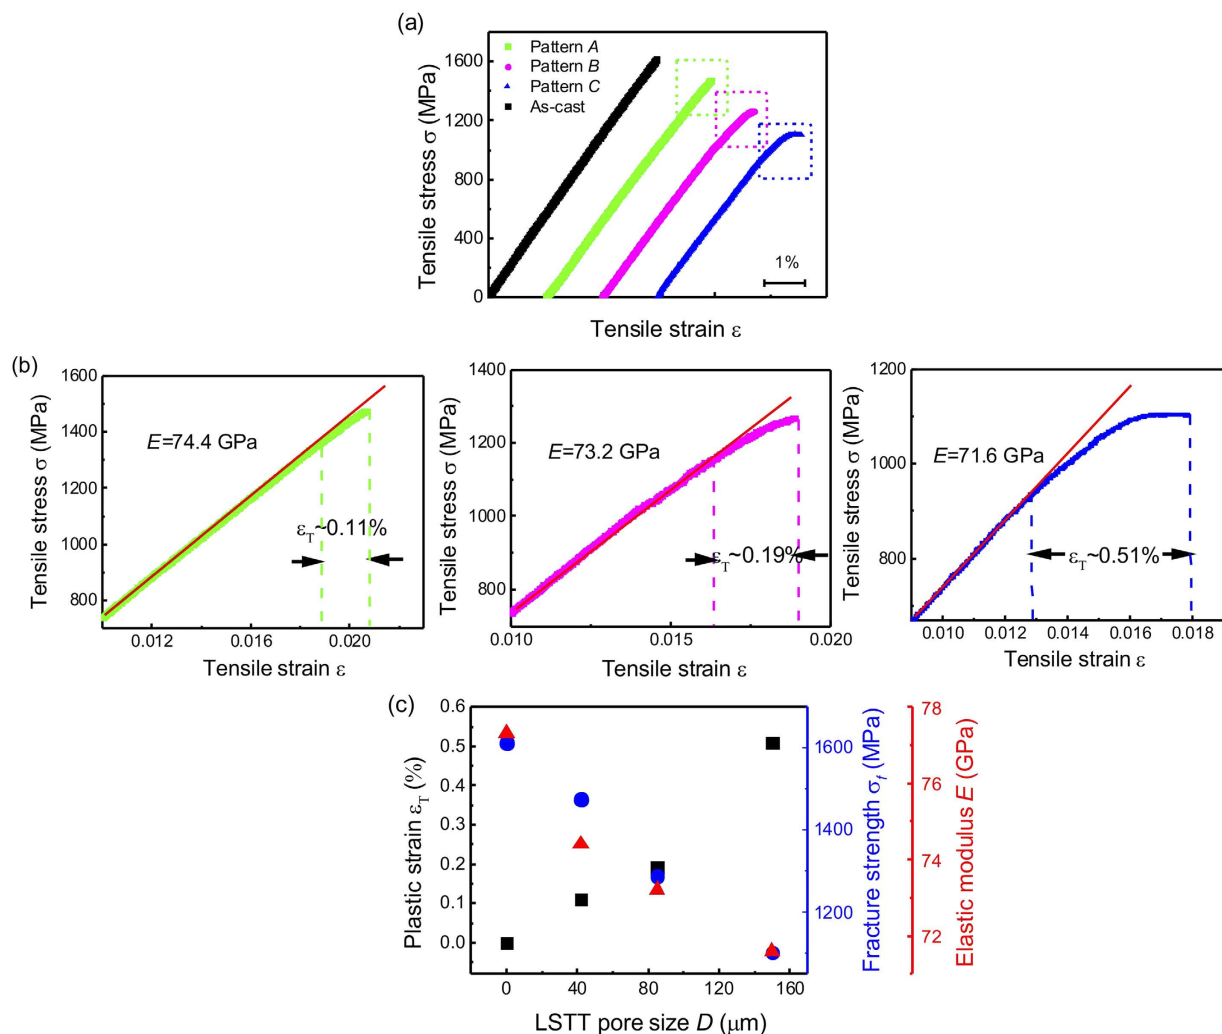 (a)
Pattern A
Pattern B
Pattern C
As-cast
1600
1200
800
400
0
Tensile stress σ (MPa)
1%
Tensile strain ε
(b)
1600
1400
1200
1000
800
Tensile stress σ (MPa)
E=74.4 GPa
ε_T~0.11%
0.012 0.016 0.020
Tensile strain ε
1400
1200
1000
800
Tensile stress σ (MPa)
E=73.2 GPa
ε_T~0.19%
0.010 0.015 0.020
Tensile strain ε
1200
1000
800
Tensile stress σ (MPa)
E=71.6 GPa
ε_T~0.51%
0.010 0.012 0.014 0.016 0.018
Tensile strain ε
(c)
0.6
0.5
0.4
0.3
0.2
0.1
0.0
Plastic strain ε_T (%)
0 40 80 120 160
LSTT pore size D (μm)
1600
1400
1200
Fracture strength σ_f (MPa)
78
76
74
72
Elastic modulus E (GPa)